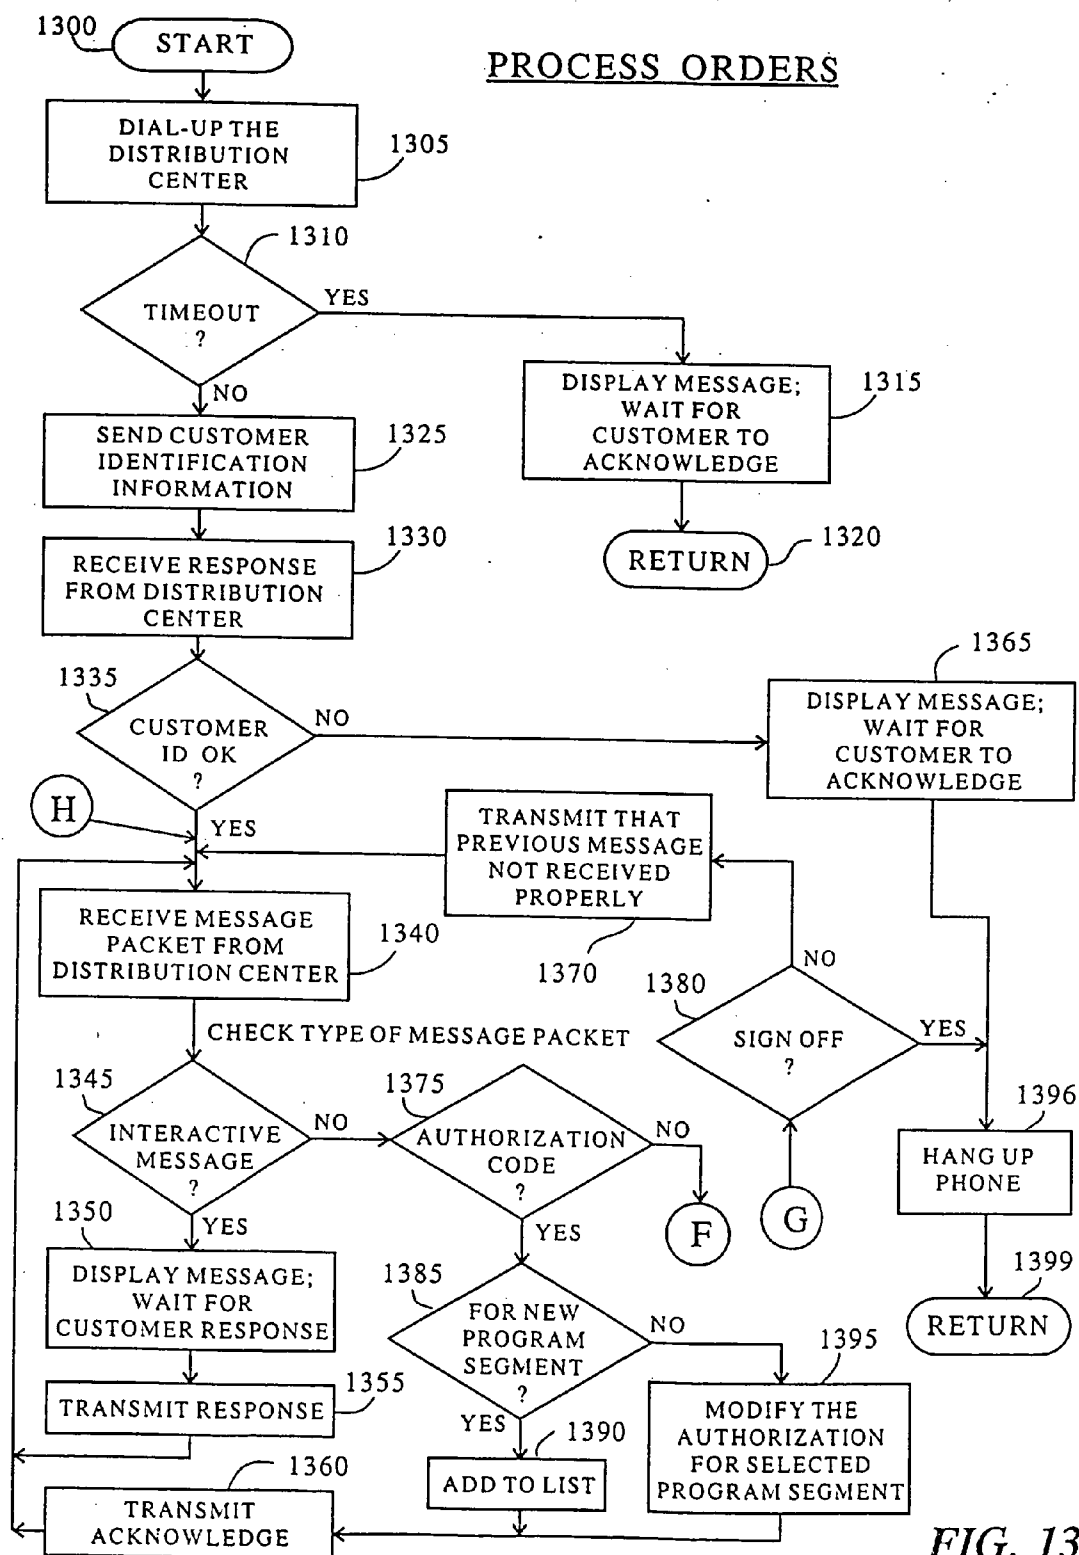 1300
START
PROCESS ORDERS
DIAL-UP THE
DISTRIBUTION
CENTER
1305
1310
TIMEOUT
?
YES
NO
DISPLAY MESSAGE;
WAIT FOR
CUSTOMER TO
ACKNOWLEDGE
1315
SEND CUSTOMER
IDENTIFICATION
INFORMATION
1325
RETURN
1320
RECEIVE RESPONSE
FROM DISTRIBUTION
CENTER
1330
1335
CUSTOMER
ID OK
?
NO
YES
1365
DISPLAY MESSAGE;
WAIT FOR
CUSTOMER TO
ACKNOWLEDGE
H
TRANSMIT THAT
PREVIOUS MESSAGE
NOT RECEIVED
PROPERLY
1370
RECEIVE MESSAGE
PACKET FROM
DISTRIBUTION CENTER
1340
NO
1380
SIGN OFF
?
YES
CHECK TYPE OF MESSAGE PACKET
1345
INTERACTIVE
MESSAGE
?
NO
YES
1375
AUTHORIZATION
CODE
?
NO
YES
F
G
1396
HANG UP
PHONE
1350
DISPLAY MESSAGE;
WAIT FOR
CUSTOMER RESPONSE
1385
FOR NEW
PROGRAM
SEGMENT
?
NO
YES
1399
RETURN
1355
TRANSMIT RESPONSE
1395
MODIFY THE
AUTHORIZATION
FOR SELECTED
PROGRAM SEGMENT
1390
ADD TO LIST
1360
TRANSMIT
ACKNOWLEDGE
FIG. 13